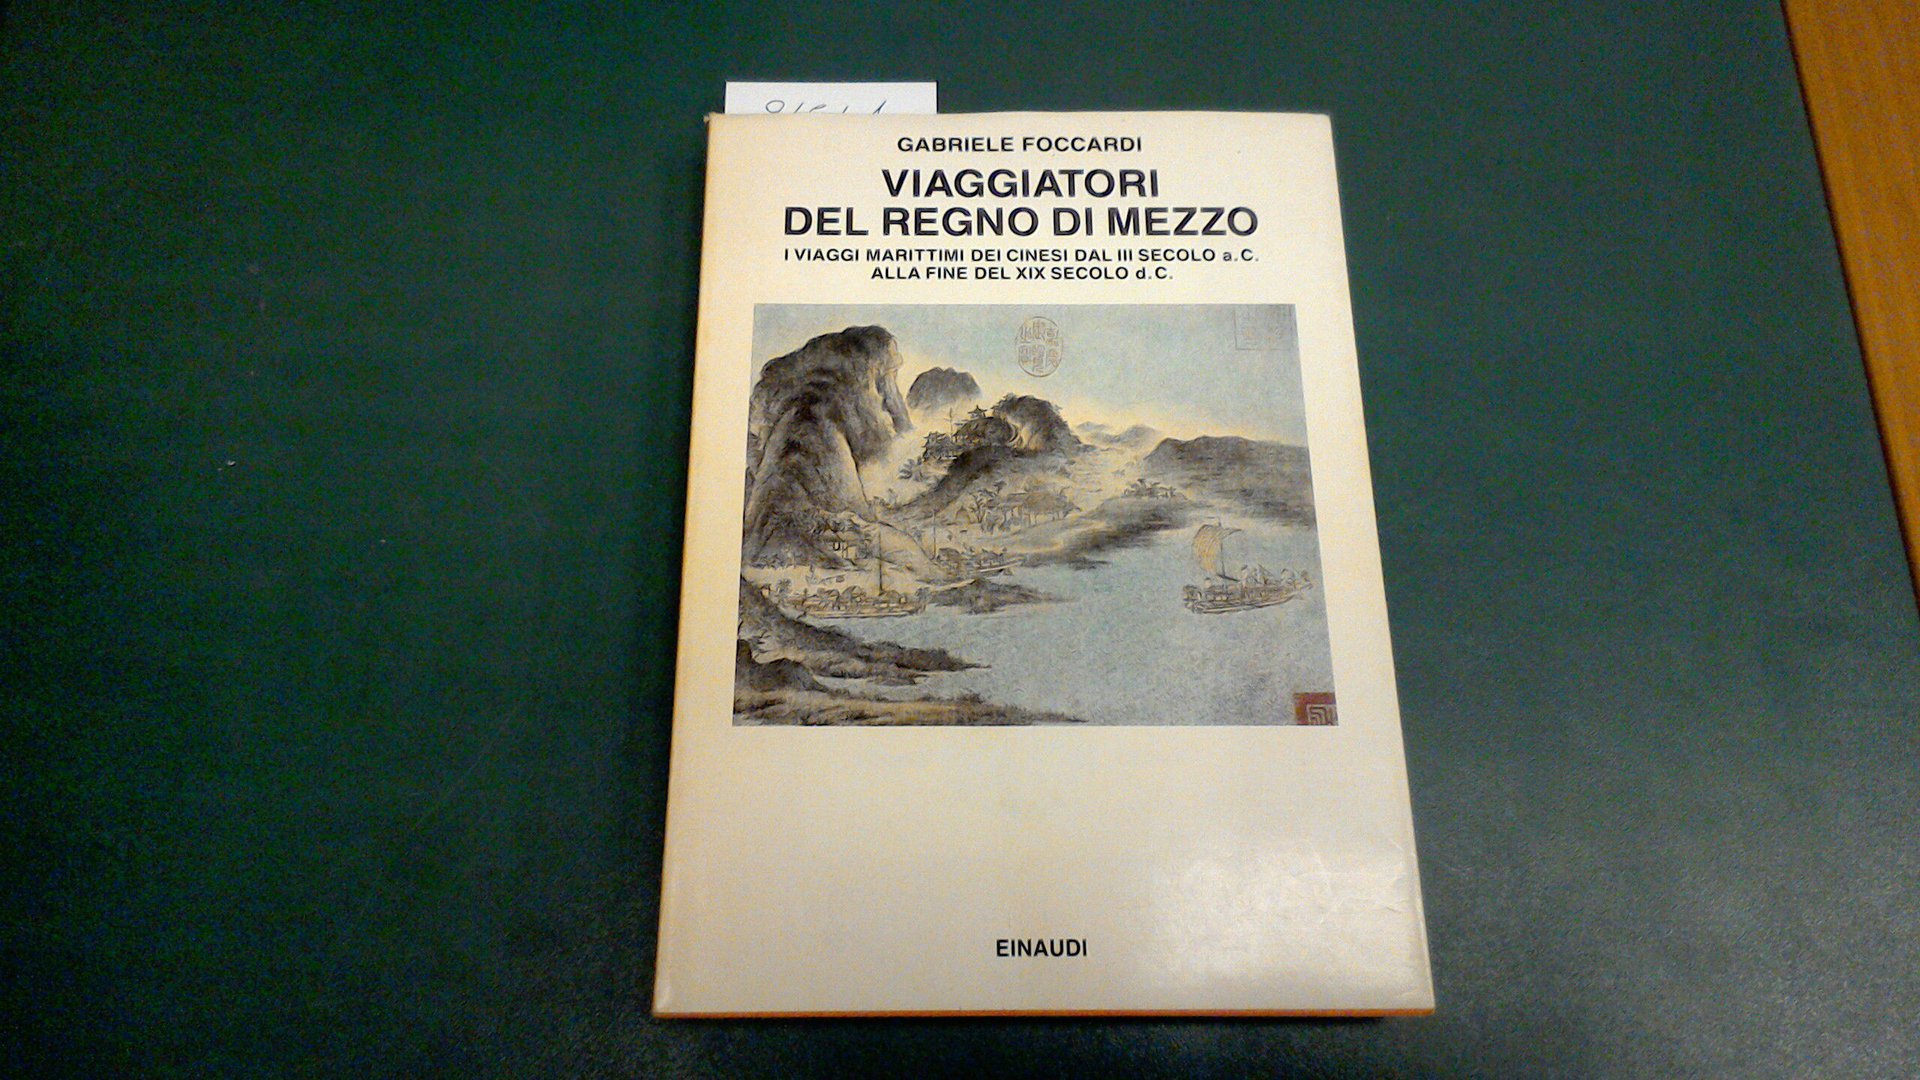 GABRIELE FOCCARDI
VIAGGIATORI
DEL REGNO DI MEZZO
I VIAGGI MARITTIMI DEI CINESI DAL III SECOLO a.C.
ALLA FINE DEL XIX SECOLO d.C.
EINAUDI